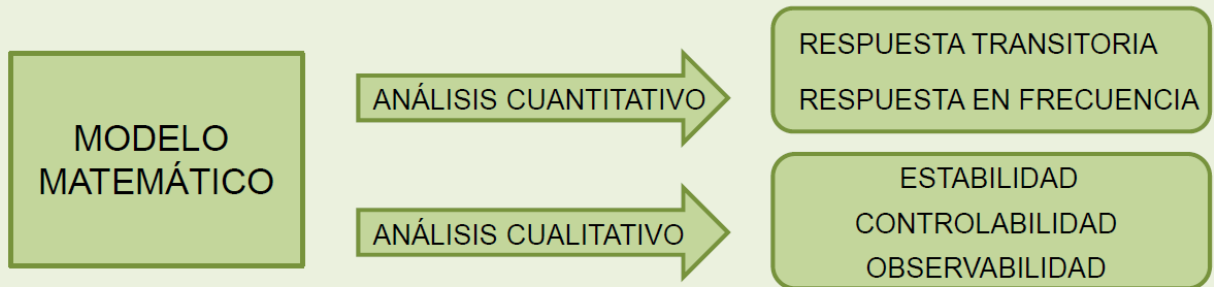 MODELO
MATEMÁTICO
ANÁLISIS CUANTITATIVO
RESPUESTA TRANSITORIA
RESPUESTA EN FRECUENCIA
ANÁLISIS CUALITATIVO
ESTABILIDAD
CONTROLABILIDAD
OBSERVABILIDAD